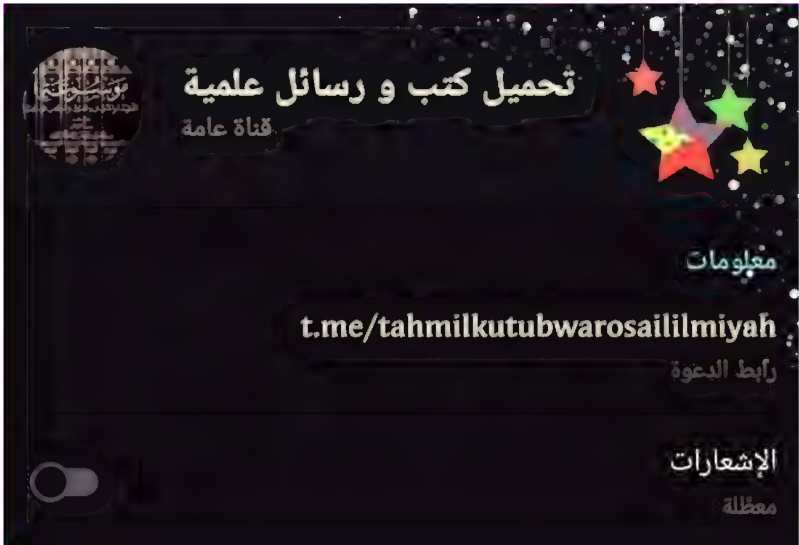 تحميل كتب و رسائل علمية
قناة عامة
معلومات
t.me/tahmilkutubwarosaililmiyah
رابط الدعوة
الإشعارات
معطلة